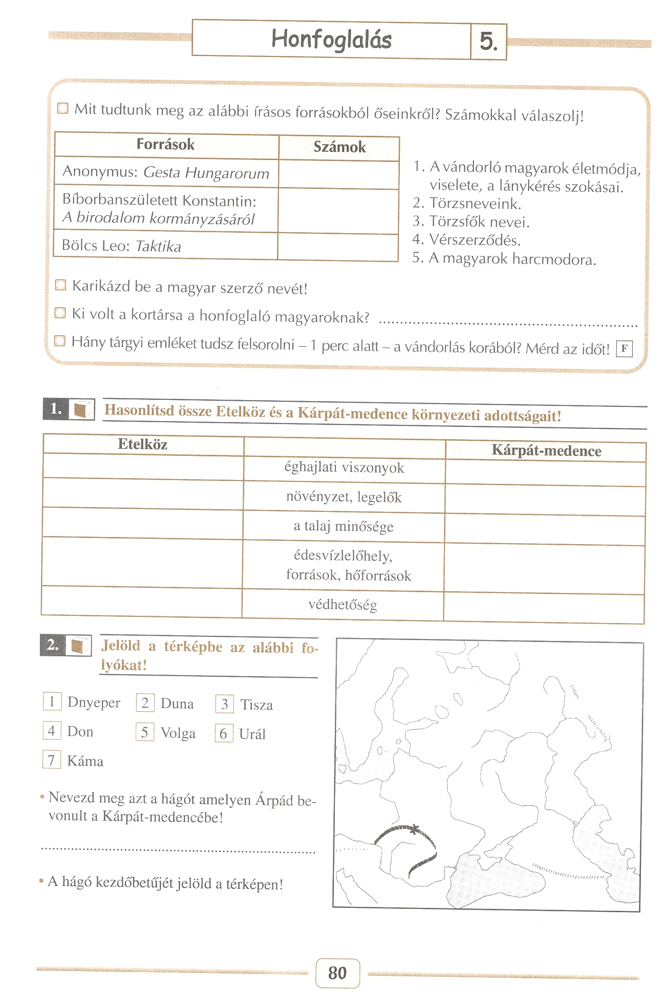 Honfoglalás 5.
Mit tudtunk meg az alábbi írásos forrásokból őseinkről? Számokkal válaszolj!
Források Számok
Anonymus: Gesta Hungarorum
Bíborbanszületett Konstantin:
A birodalom kormányzásáról
Bölcs Leo: Taktika
1. A vándorló magyarok életmódja,
viselete, a lánykérés szokásai.
2. Törzsneveink.
3. Törzsfők nevei.
4. Vérszerződés.
5. A magyarok harcmodora.
Karikázd be a magyar szerző nevét!
Ki volt a kortársa a honfoglaló magyaroknak? ................................................................
Hány tárgyi emléket tudsz felsorolni – 1 perc alatt – a vándorlás korából? Mérd az időt! F
1. Hasonlítsd össze Etelköz és a Kárpát-medence környezeti adottságait!
Etelköz Kárpát-medence
éghajlati viszonyok
növényzet, legelők
a talaj minősége
édesvízlelőhely,
források, hőforrások
védhetőség
2. Jelöld a térképbe az alábbi fo-
lyókat!
1 Dnyeper 2 Duna 3 Tisza
4 Don 5 Volga 6 Urál
7 Káma
• Nevezd meg azt a hágót amelyen Árpád be-
vonult a Kárpát-medencébe!
................................................................
• A hágó kezdőbetűjét jelöld a térképen!
80